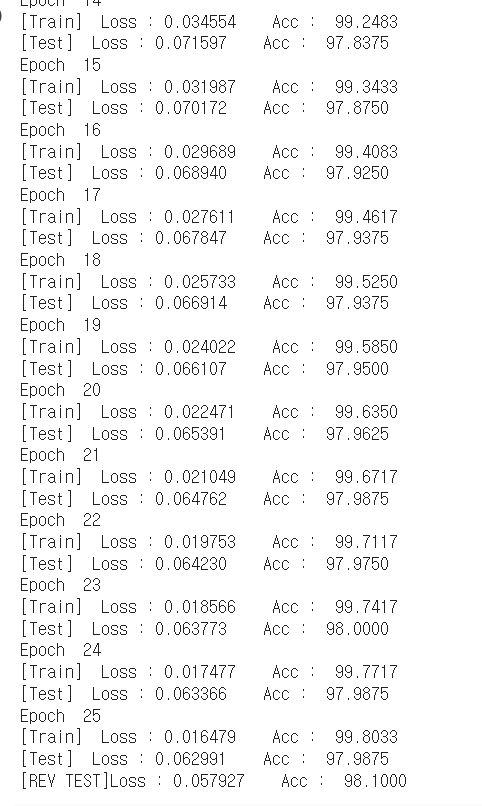 Epoch  14
[Train]  Loss : 0.034554    Acc :  99.2483
[Test]  Loss : 0.071597    Acc :  97.8375
Epoch  15
[Train]  Loss : 0.031987    Acc :  99.3433
[Test]  Loss : 0.070172    Acc :  97.8750
Epoch  16
[Train]  Loss : 0.029689    Acc :  99.4083
[Test]  Loss : 0.068940    Acc :  97.9250
Epoch  17
[Train]  Loss : 0.027611    Acc :  99.4617
[Test]  Loss : 0.067847    Acc :  97.9375
Epoch  18
[Train]  Loss : 0.025733    Acc :  99.5250
[Test]  Loss : 0.066914    Acc :  97.9375
Epoch  19
[Train]  Loss : 0.024022    Acc :  99.5850
[Test]  Loss : 0.066107    Acc :  97.9500
Epoch  20
[Train]  Loss : 0.022471    Acc :  99.6350
[Test]  Loss : 0.065391    Acc :  97.9625
Epoch  21
[Train]  Loss : 0.021049    Acc :  99.6717
[Test]  Loss : 0.064762    Acc :  97.9875
Epoch  22
[Train]  Loss : 0.019753    Acc :  99.7117
[Test]  Loss : 0.064230    Acc :  97.9750
Epoch  23
[Train]  Loss : 0.018566    Acc :  99.7417
[Test]  Loss : 0.063773    Acc :  98.0000
Epoch  24
[Train]  Loss : 0.017477    Acc :  99.7717
[Test]  Loss : 0.063366    Acc :  97.9875
Epoch  25
[Train]  Loss : 0.016479    Acc :  99.8033
[Test]  Loss : 0.062991    Acc :  97.9875
[REV TEST]Loss : 0.057927    Acc :  98.1000